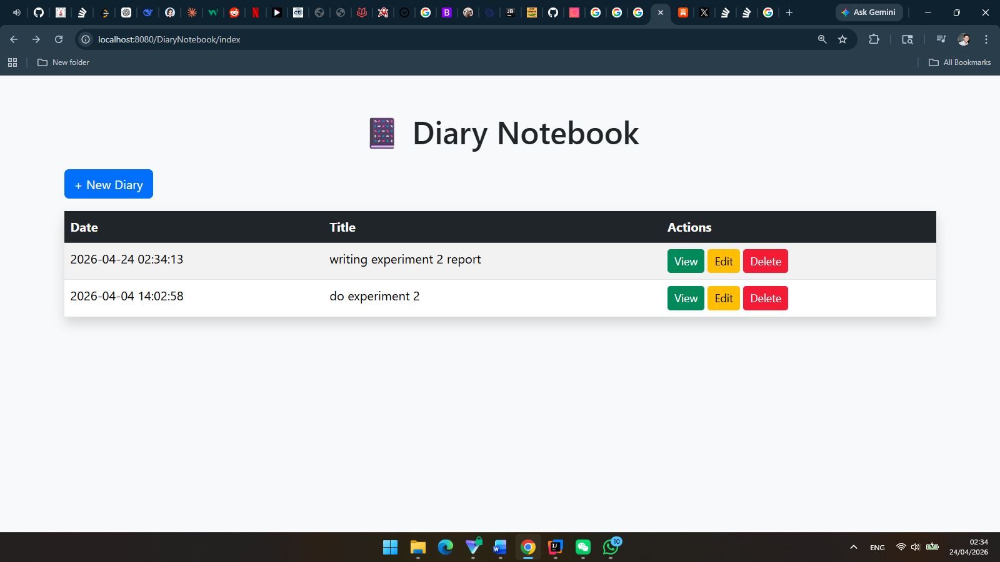 Ask Gemini
localhost:8080/DiaryNotebook/index
New folder
All Bookmarks
Diary Notebook
+ New Diary
Date Title Actions
2026-04-24 02:34:13 writing experiment 2 report View Edit Delete
2026-04-04 14:02:58 do experiment 2 View Edit Delete
10
ENG
02:34
24/04/2026